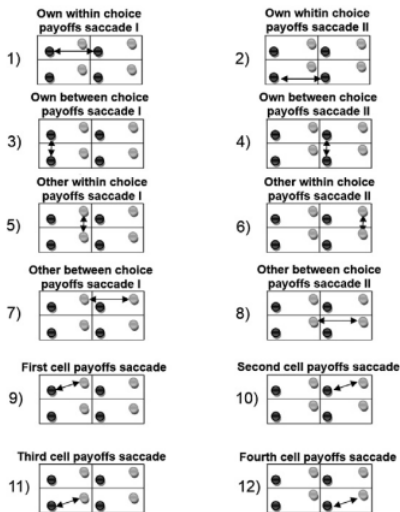 Own within choice
payoffs saccade I
1)
Own whitin choice
payoffs saccade II
2)
Own between choice
payoffs saccade I
3)
Own between choice
payoffs saccade II
4)
Other within choice
payoffs saccade I
5)
Other within choice
payoffs saccade II
6)
Other between choice
payoffs saccade I
7)
Other between choice
payoffs saccade II
8)
First cell payoffs saccade
9)
Second cell payoffs saccade
10)
Third cell payoffs saccade
11)
Fourth cell payoffs saccade
12)